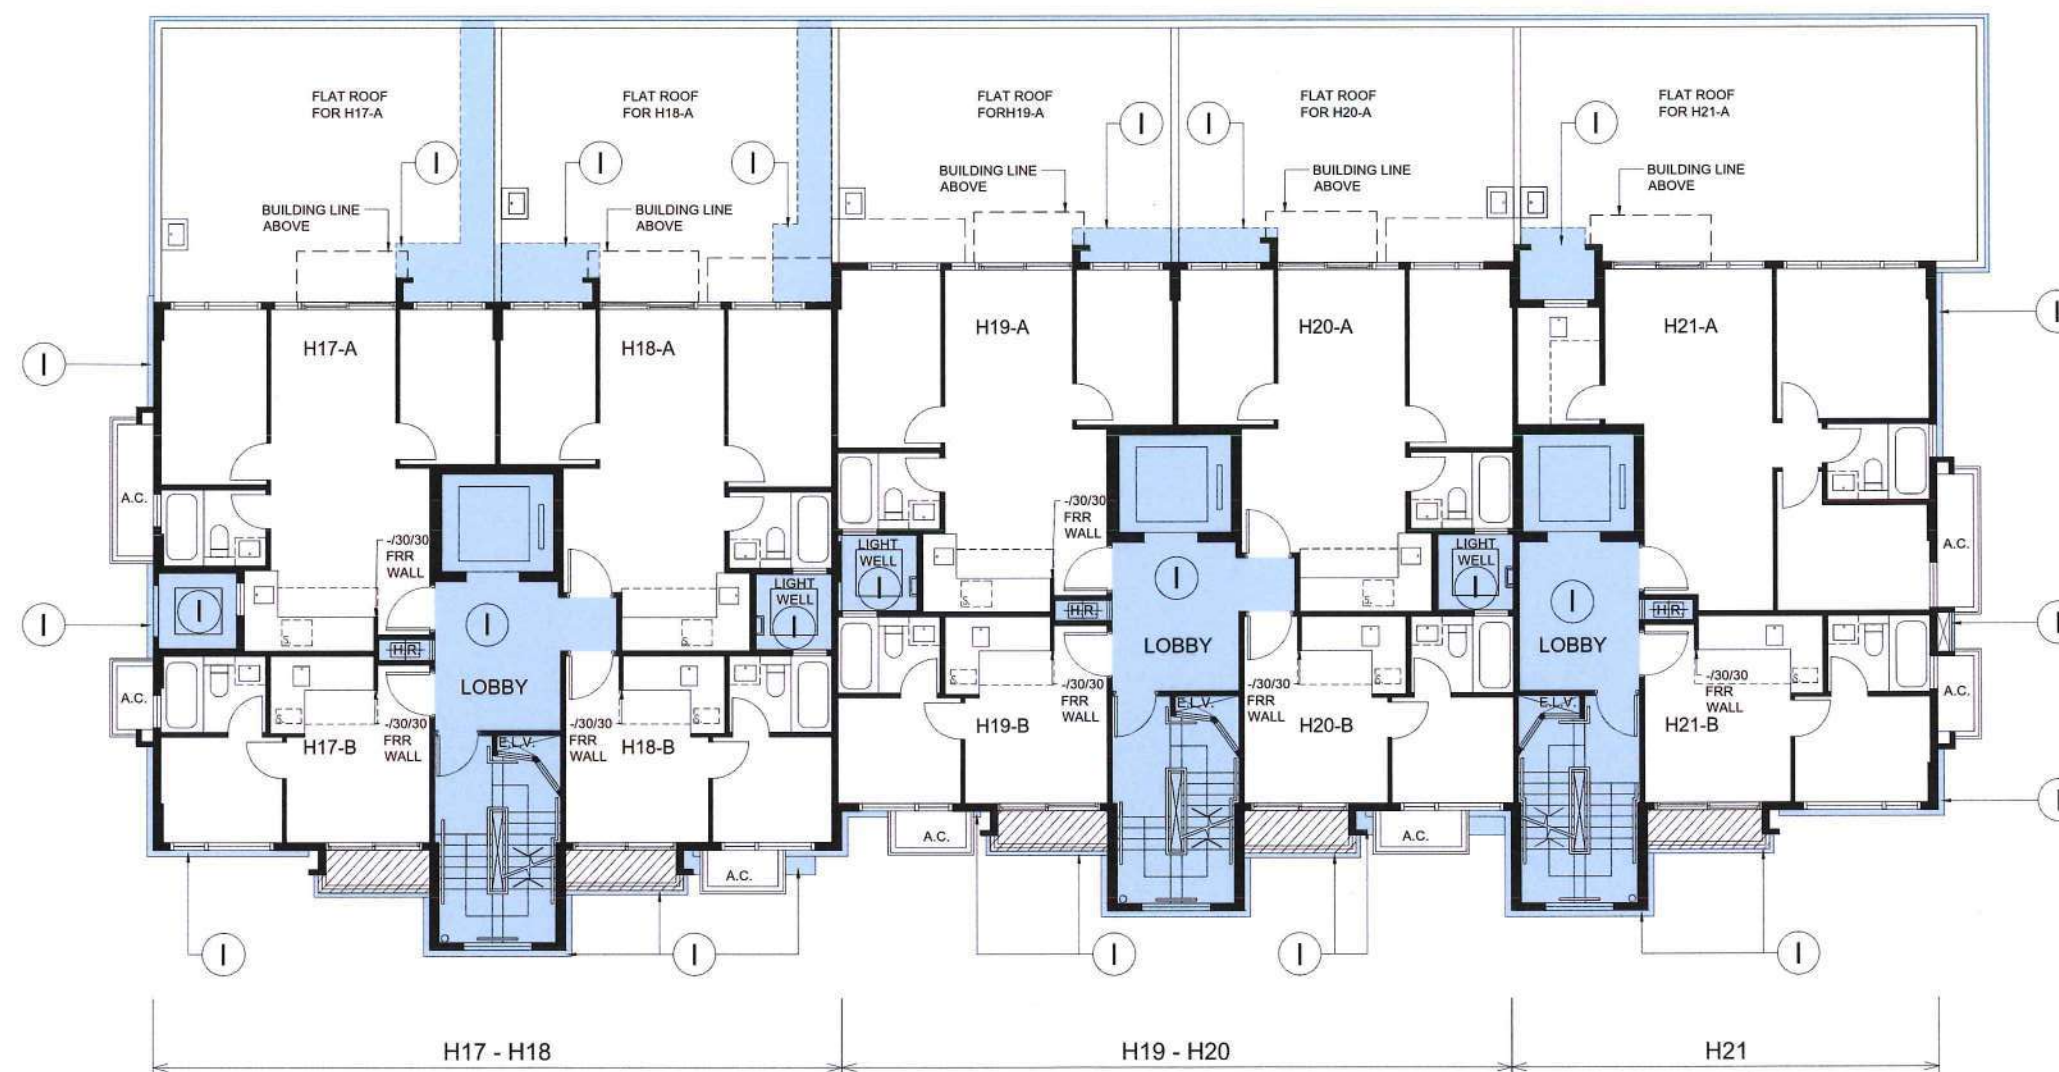 FLAT ROOF
FOR H17-A
FLAT ROOF
FOR H18-A
FLAT ROOF
FORH19-A
FLAT ROOF
FOR H20-A
FLAT ROOF
FOR H21-A
I
I
I
I
I
I
BUILDING LINE
ABOVE
BUILDING LINE
ABOVE
BUILDING LINE
ABOVE
BUILDING LINE
ABOVE
BUILDING LINE
ABOVE
I
I
H17-A
H18-A
H19-A
H20-A
H21-A
A.C.
A.C.
-/30/30
FRR
WALL
-/30/30
FRR
WALL
LIGHT
WELL
I
LIGHT
WELL
I
LIGHT
WELL
I
I
I
I
I
I
I
H.R.
H.R.
H.R.
LOBBY
LOBBY
LOBBY
A.C.
A.C.
-/30/30
FRR
WALL
-/30/30
FRR
WALL
-/30/30
FRR
WALL
-/30/30
FRR
WALL
-/30/30
FRR
WALL
S
S
S
S
S
S
S
S
S
E.L.V.
E.L.V.
E.L.V.
H17-B
H18-B
H19-B
H20-B
H21-B
I
A.C.
A.C.
A.C.
I
I
I
I
I
H17 - H18
H19 - H20
H21